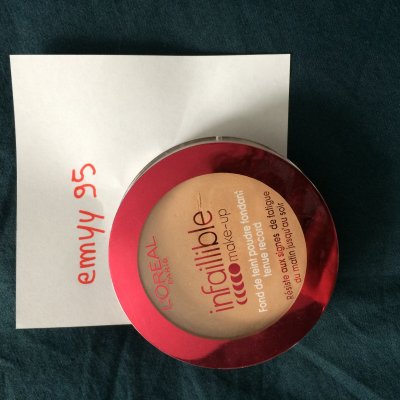 emyy 95
L'ORÉAL
PARIS
infaillible
make-up
Fond de teint poudre fondant
tenue record
Résiste aux signes de fatigue
du matin jusqu'au soir